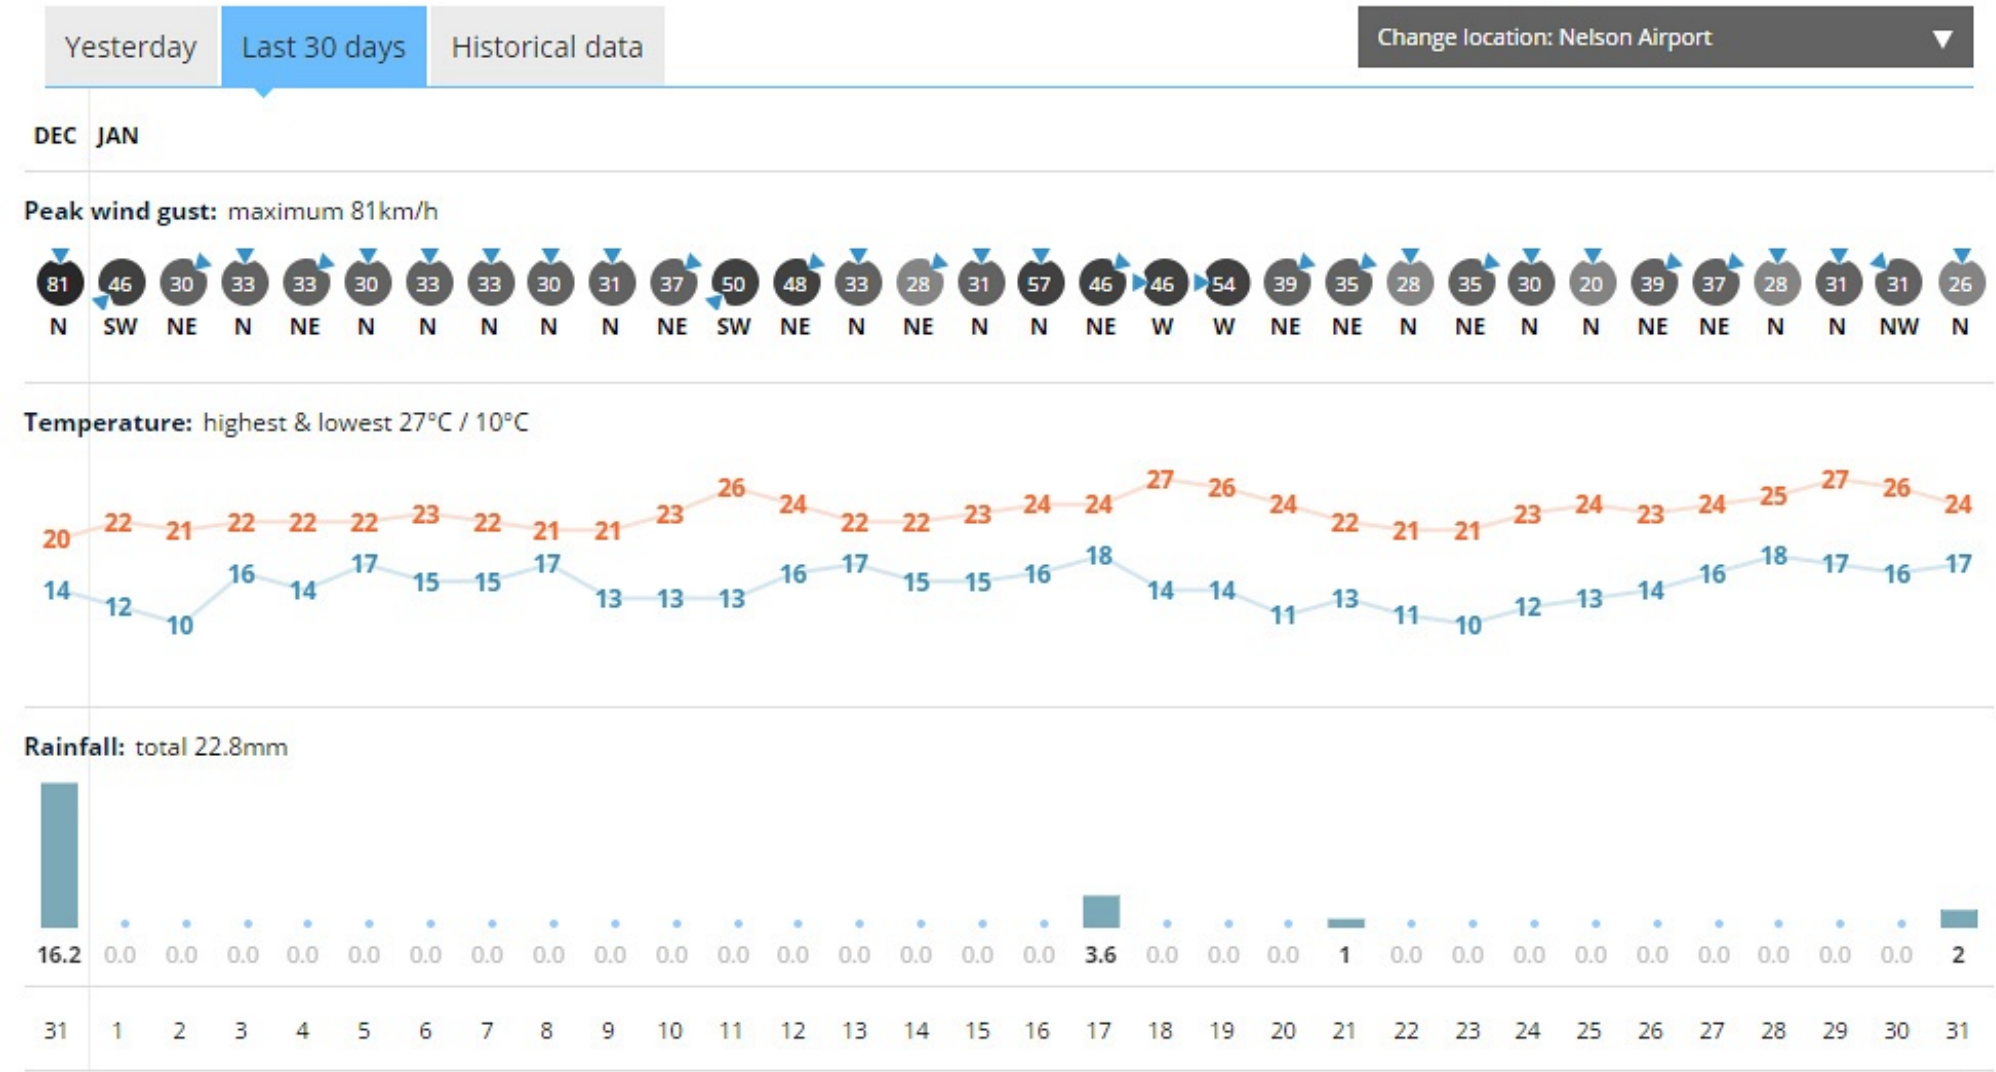 Yesterday Last 30 days Historical data Change location: Nelson Airport
DEC JAN
Peak wind gust: maximum 81km/h
81 46 30 33 33 30 33 33 30 31 37 50 48 33 28 31 57 46 46 54 39 35 28 35 30 20 39 37 28 31 31 26
N SW NE N NE N N N N N NE SW NE N NE N N NE W W NE NE N NE N N NE NE N N NW N
Temperature: highest & lowest 27°C / 10°C
20 22 21 22 22 22 23 22 21 21 23 26 24 22 22 23 24 24 27 26 24 22 21 21 23 24 23 24 25 27 26 24
14 12 10 16 14 17 15 15 17 13 13 13 16 17 15 15 16 18 14 14 11 13 11 10 12 13 14 16 18 17 16 17
Rainfall: total 22.8mm
16.2 0.0 0.0 0.0 0.0 0.0 0.0 0.0 0.0 0.0 0.0 0.0 0.0 0.0 0.0 0.0 0.0 3.6 0.0 0.0 0.0 1 0.0 0.0 0.0 0.0 0.0 0.0 0.0 0.0 0.0 2
31 1 2 3 4 5 6 7 8 9 10 11 12 13 14 15 16 17 18 19 20 21 22 23 24 25 26 27 28 29 30 31